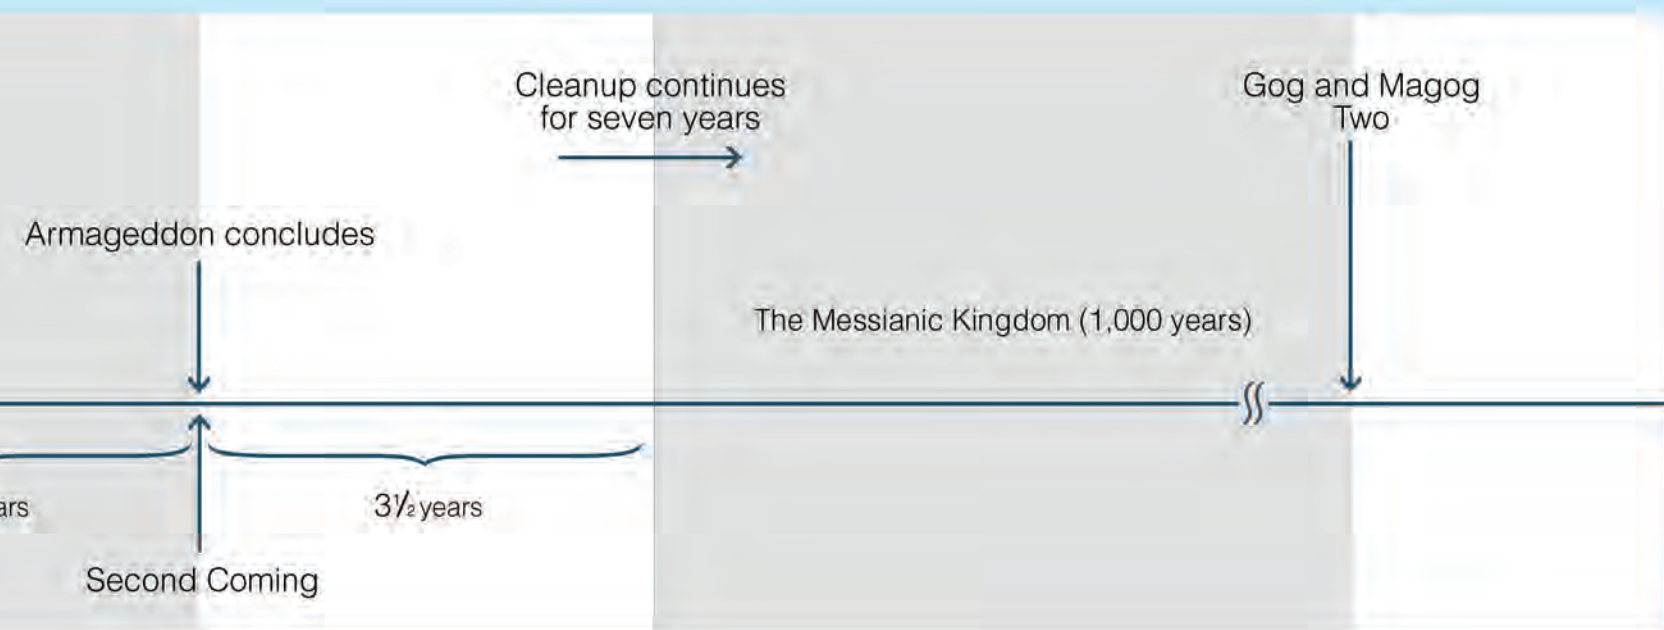 Cleanup continues
for seven years
Gog and Magog
Two
Armageddon concludes
The Messianic Kingdom (1,000 years)
ars
3½ years
Second Coming